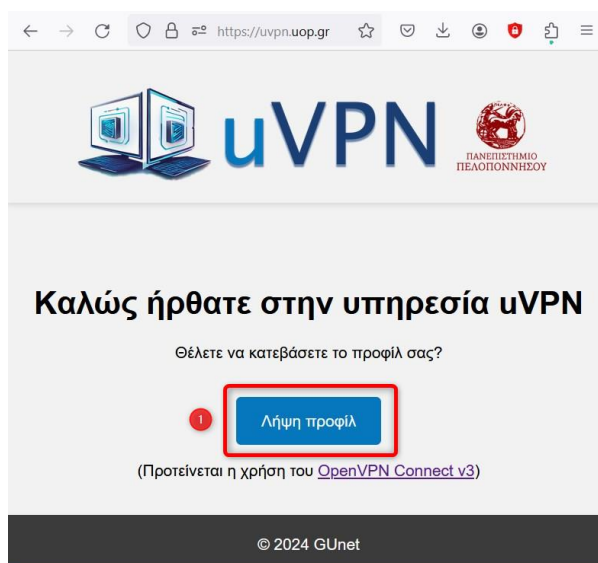 https://uvpn.uop.gr
uVPN
ΠΑΝΕΠΙΣΤΗΜΙΟ
ΠΕΛΟΠΟΝΝΗΣΟΥ
Καλώς ήρθατε στην υπηρεσία uVPN
Θέλετε να κατεβάσετε το προφίλ σας?
1
Λήψη προφίλ
(Προτείνεται η χρήση του OpenVPN Connect v3)
© 2024 GUnet